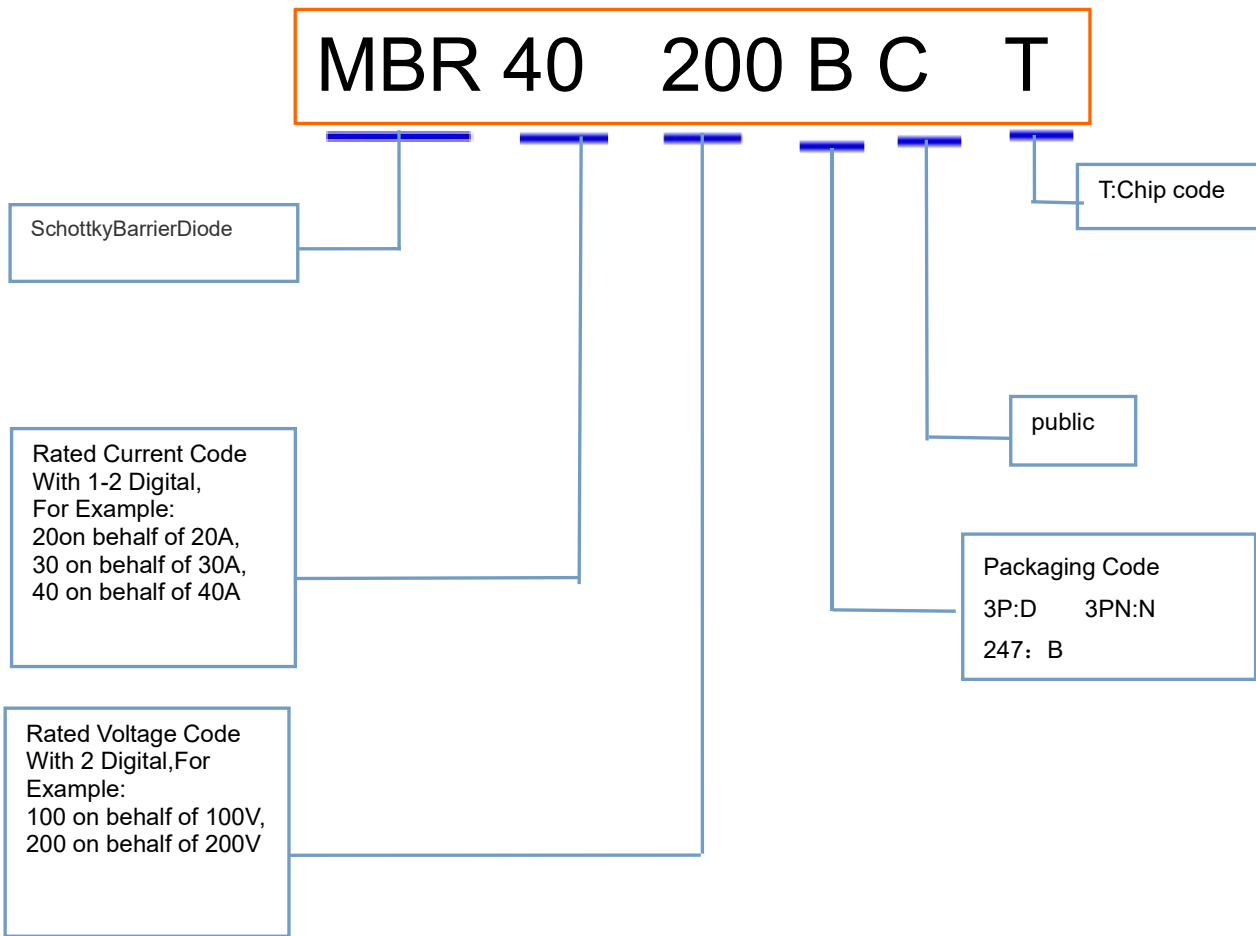 MBR 40 200 B C T
T:Chip code
SchottkyBarrierDiode
public
Rated Current Code
With 1-2 Digital,
For Example:
20on behalf of 20A,
30 on behalf of 30A,
40 on behalf of 40A
Packaging Code
3P:D 3PN:N
247：B
Rated Voltage Code
With 2 Digital,For
Example:
100 on behalf of 100V,
200 on behalf of 200V